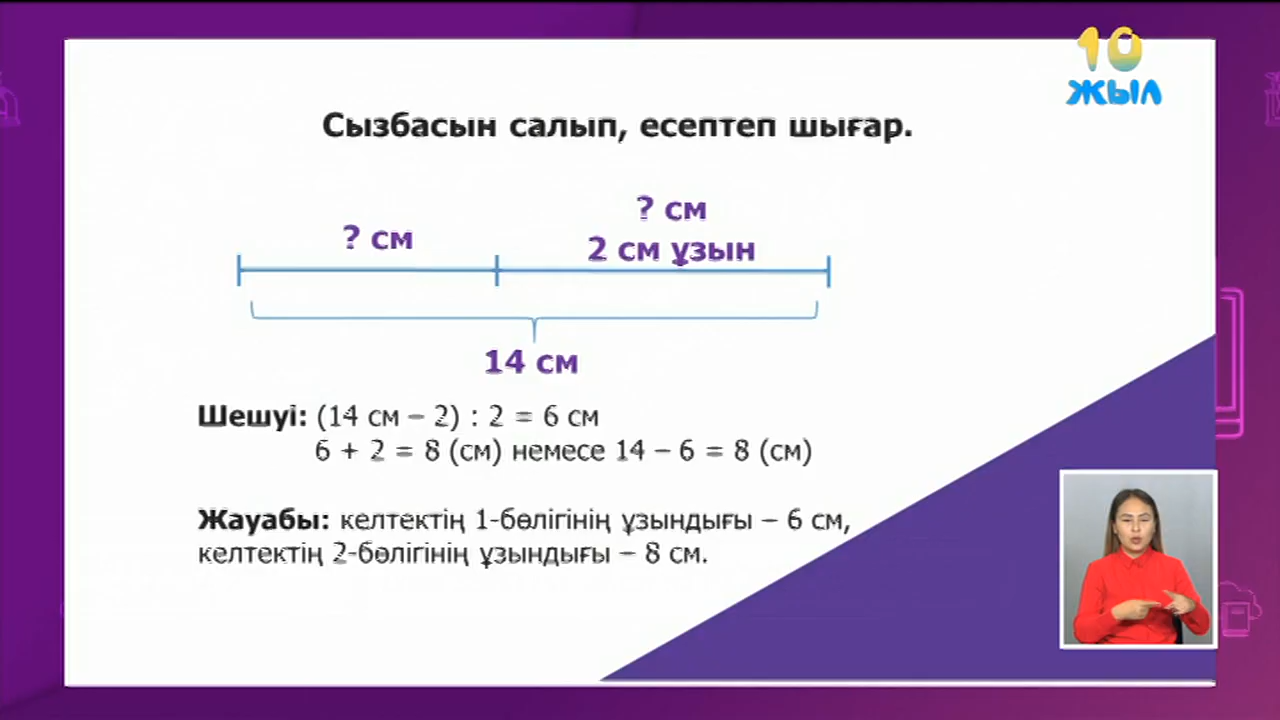 10
ЖЫЛ
Сызбасын салып, есептеп шығар.
? см
? см
2 см ұзын
14 см
Шешуі: (14 см – 2) : 2 = 6 см
6 + 2 = 8 (см) немесе 14 – 6 = 8 (см)
Жауабы: келтектің 1-бөлігінің ұзындығы – 6 см,
келтектің 2-бөлігінің ұзындығы – 8 см.